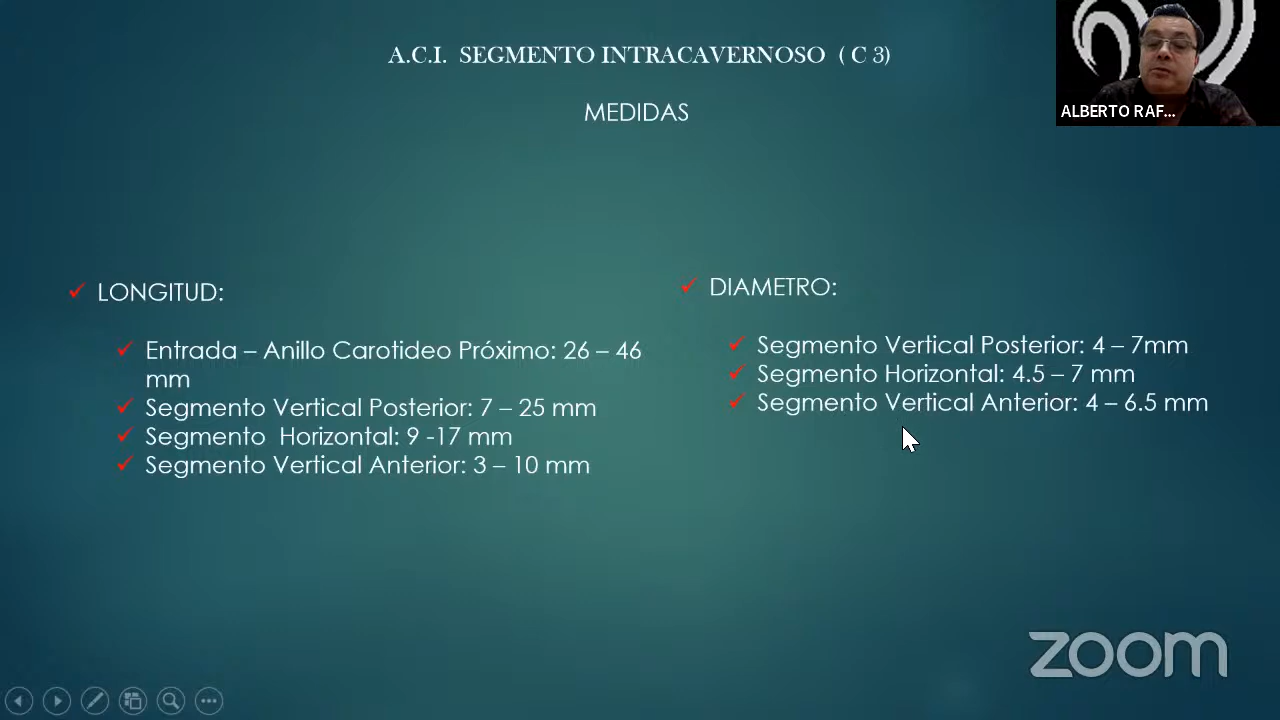 A.C.I. SEGMENTO INTRACAVERNOSO ( C 3)
MEDIDAS
ALBERTO RAF...
LONGITUD:
Entrada – Anillo Carotideo Próximo: 26 – 46
mm
Segmento Vertical Posterior: 7 – 25 mm
Segmento Horizontal: 9 -17 mm
Segmento Vertical Anterior: 3 – 10 mm
DIAMETRO:
Segmento Vertical Posterior: 4 – 7mm
Segmento Horizontal: 4.5 – 7 mm
Segmento Vertical Anterior: 4 – 6.5 mm
zoom